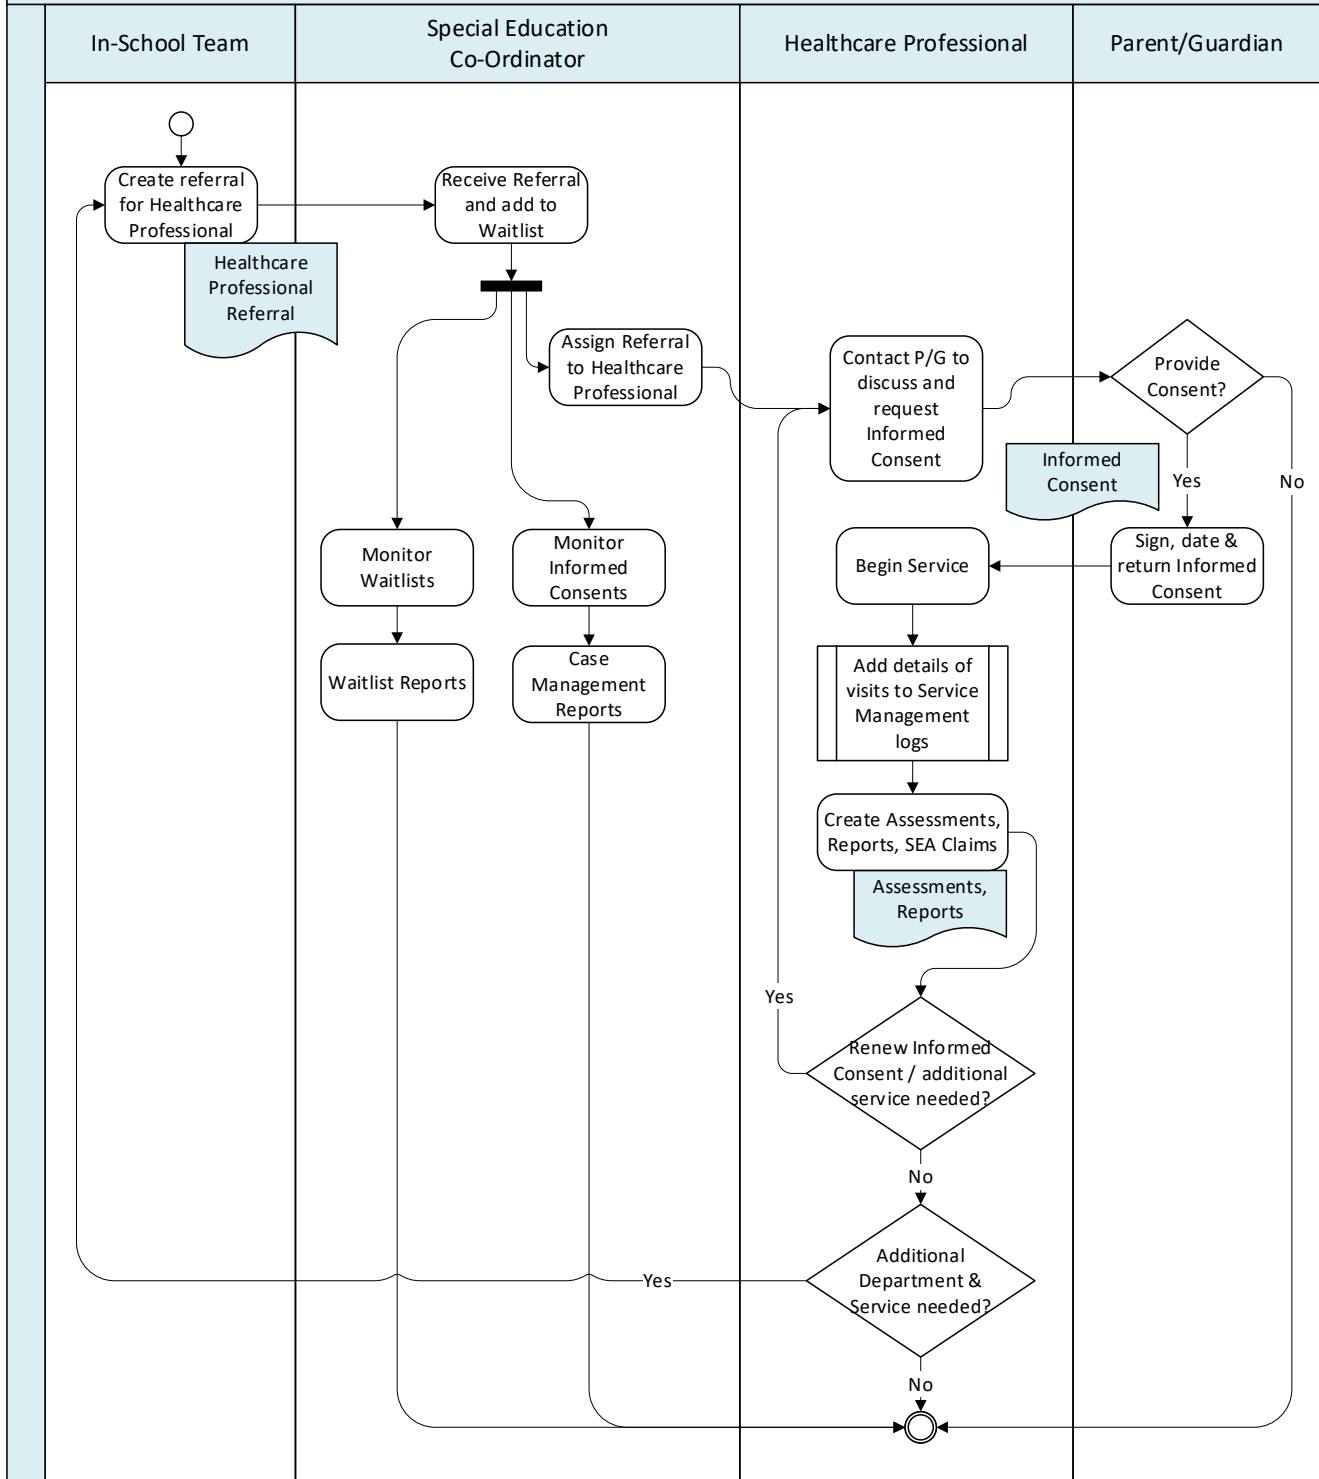 In-School Team
Special Education
Co-Ordinator
Healthcare Professional
Parent/Guardian
Create referral
for Healthcare
Professional
Receive Referral
and add to
Waitlist
Healthcare
Professional
Referral
Assign Referral
to Healthcare
Professional
Contact P/G to
discuss and
request
Informed
Consent
Provide
Consent?
Informed
Consent
Yes
No
Monitor
Waitlists
Monitor
Informed
Consents
Begin Service
Sign, date &
return Informed
Consent
Waitlist Reports
Case
Management
Reports
Add details of
visits to Service
Management
logs
Create Assessments,
Reports, SEA Claims
Assessments,
Reports
Yes
Renew Informed
Consent / additional
service needed?
No
Additional
Department &
Service needed?
Yes
No